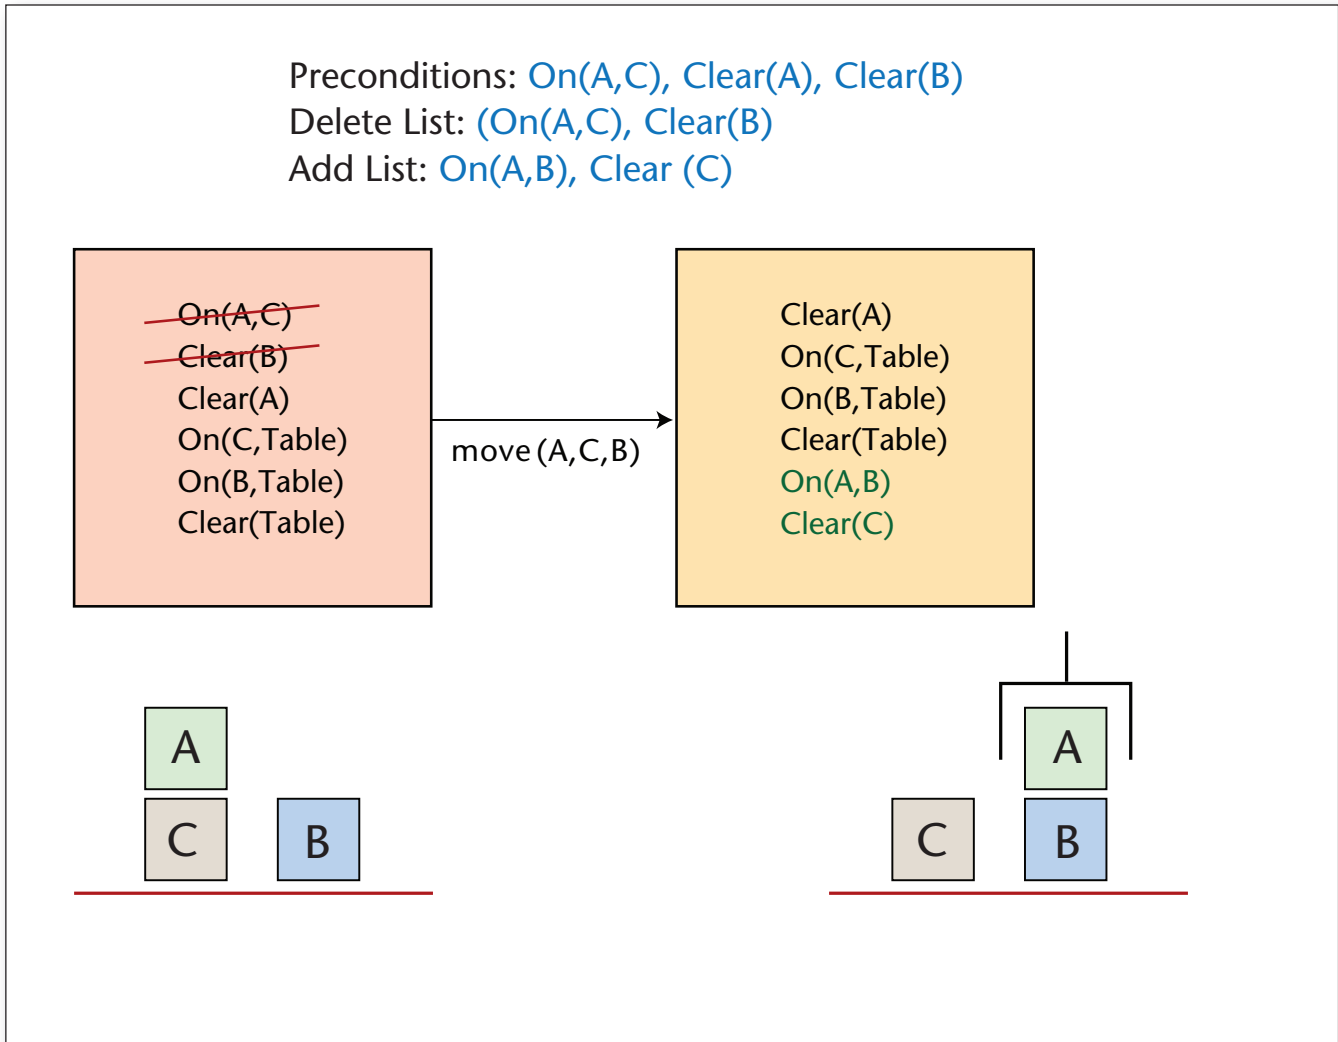 Preconditions: On(A,C), Clear(A), Clear(B)
Delete List: (On(A,C), Clear(B)
Add List: On(A,B), Clear (C)
On(A,C)
Clear(B)
Clear(A)
On(C,Table)
On(B,Table)
Clear(Table)
move (A,C,B)
Clear(A)
On(C,Table)
On(B,Table)
Clear(Table)
On(A,B)
Clear(C)
A
C
B
A
C
B